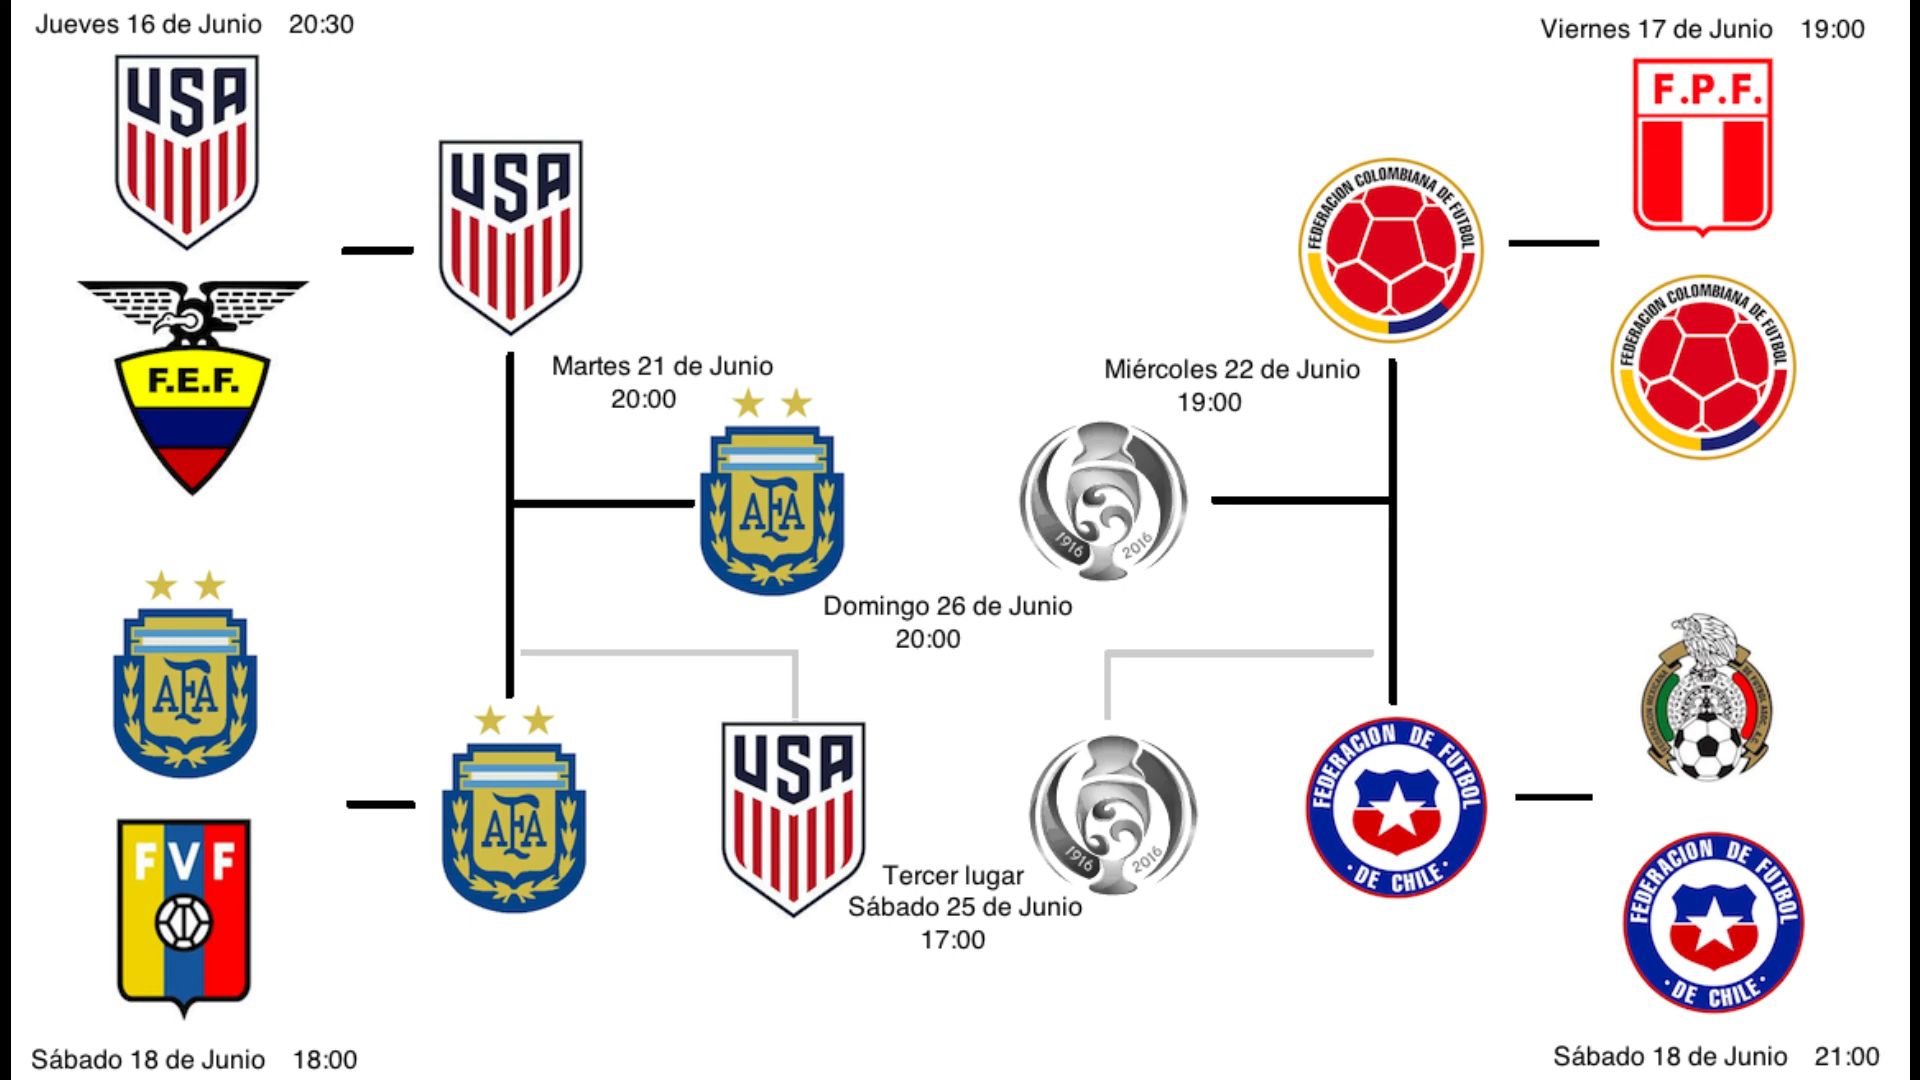 Jueves 16 de Junio 20:30
Viernes 17 de Junio 19:00
USA
F.P.F.
USA
FEDERACION COLOMBIANA DE FUTBOL
F.E.F.
FEDERACION COLOMBIANA DE FUTBOL
Martes 21 de Junio
20:00
Miércoles 22 de Junio
19:00
AFA
1916 2016
Domingo 26 de Junio
20:00
AFA
AFA
USA
1916 2016
FEDERACION DE FUTBOL
· DE CHILE ·
FVF
Tercer lugar
Sábado 25 de Junio
17:00
FEDERACION DE FUTBOL
· DE CHILE ·
Sábado 18 de Junio 18:00
Sábado 18 de Junio 21:00